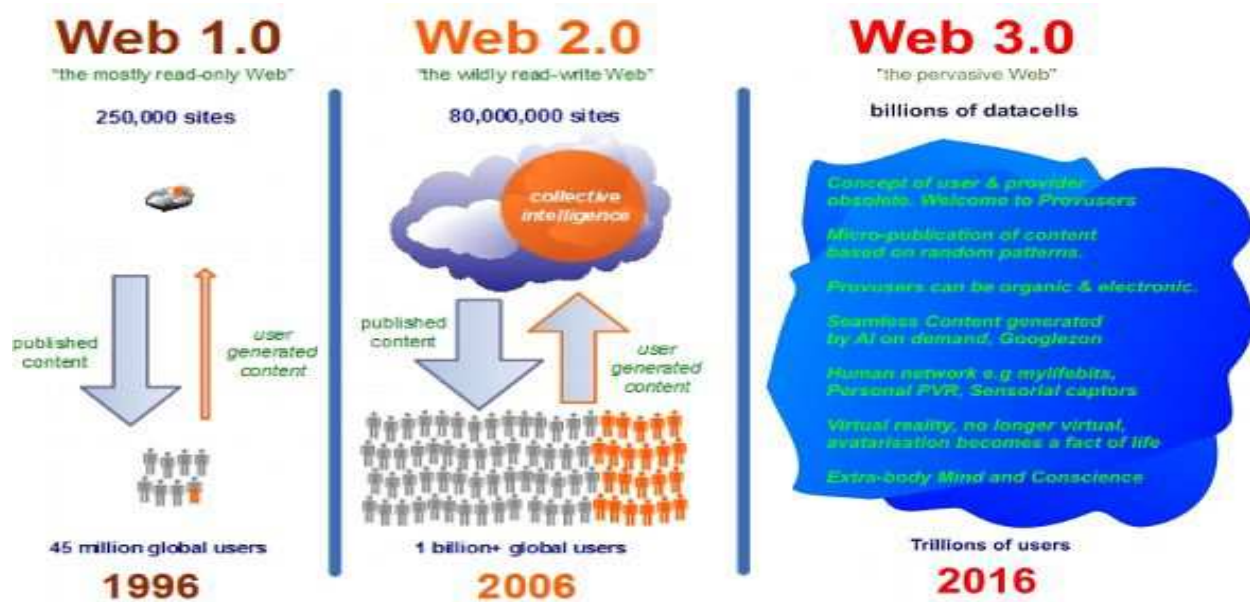 Web 1.0
"the mostly read-only Web"
250,000 sites
published
content
user
generated
content
45 million global users
1996
Web 2.0
"the wildly read-write Web"
80,000,000 sites
collective
intelligence
published
content
user
generated
content
1 billion+ global users
2006
Web 3.0
"the pervasive Web"
billions of datacells
Concept of user & provider
obsolete. Welcome to Provusers
Micro-publication of content
based on random patterns.
Provusers can be organic & electronic.
Seamless Content generated
by AI on demand, Googlezon
Human network e.g mylifebits,
Personal PVR, Sensorial captors
Virtual reality, no longer virtual,
avatarisation becomes a fact of life
Extra-body Mind and Conscience
Trillions of users
2016